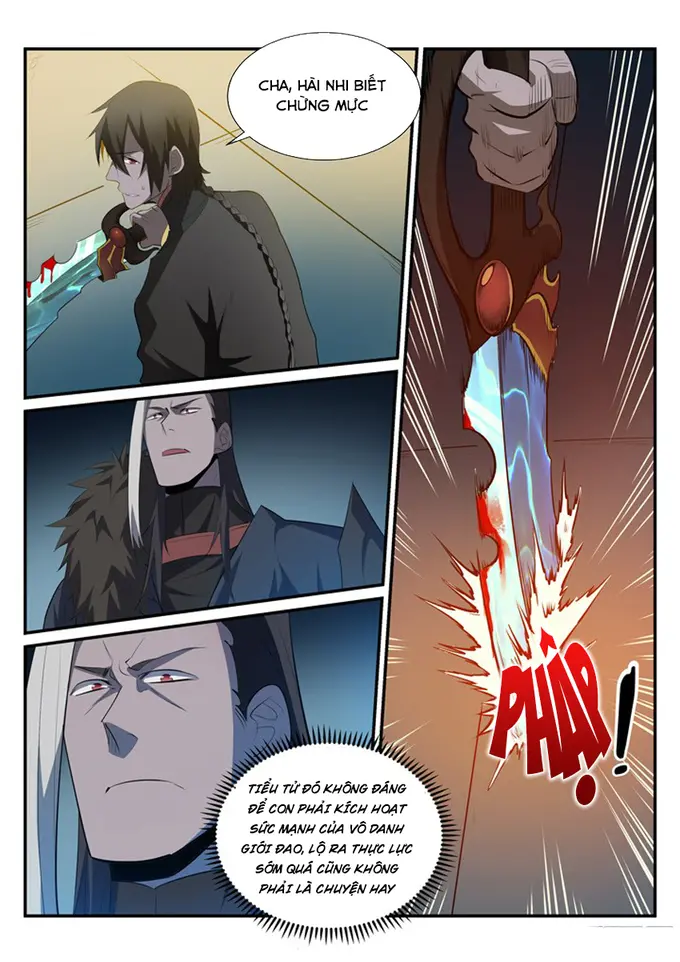 CHA, HÀI NHI BIẾT
CHỪNG MỰC
PHẬP!
TIỂU TỬ ĐÓ KHÔNG ĐÁNG
ĐỂ CON PHẢI KÍCH HOẠT
SỨC MẠNH CỦA VÔ DANH
GIỚI ĐAO, LỘ RA THỰC LỰC
SỚM QUÁ CŨNG KHÔNG
PHẢI LÀ CHUYỆN HAY